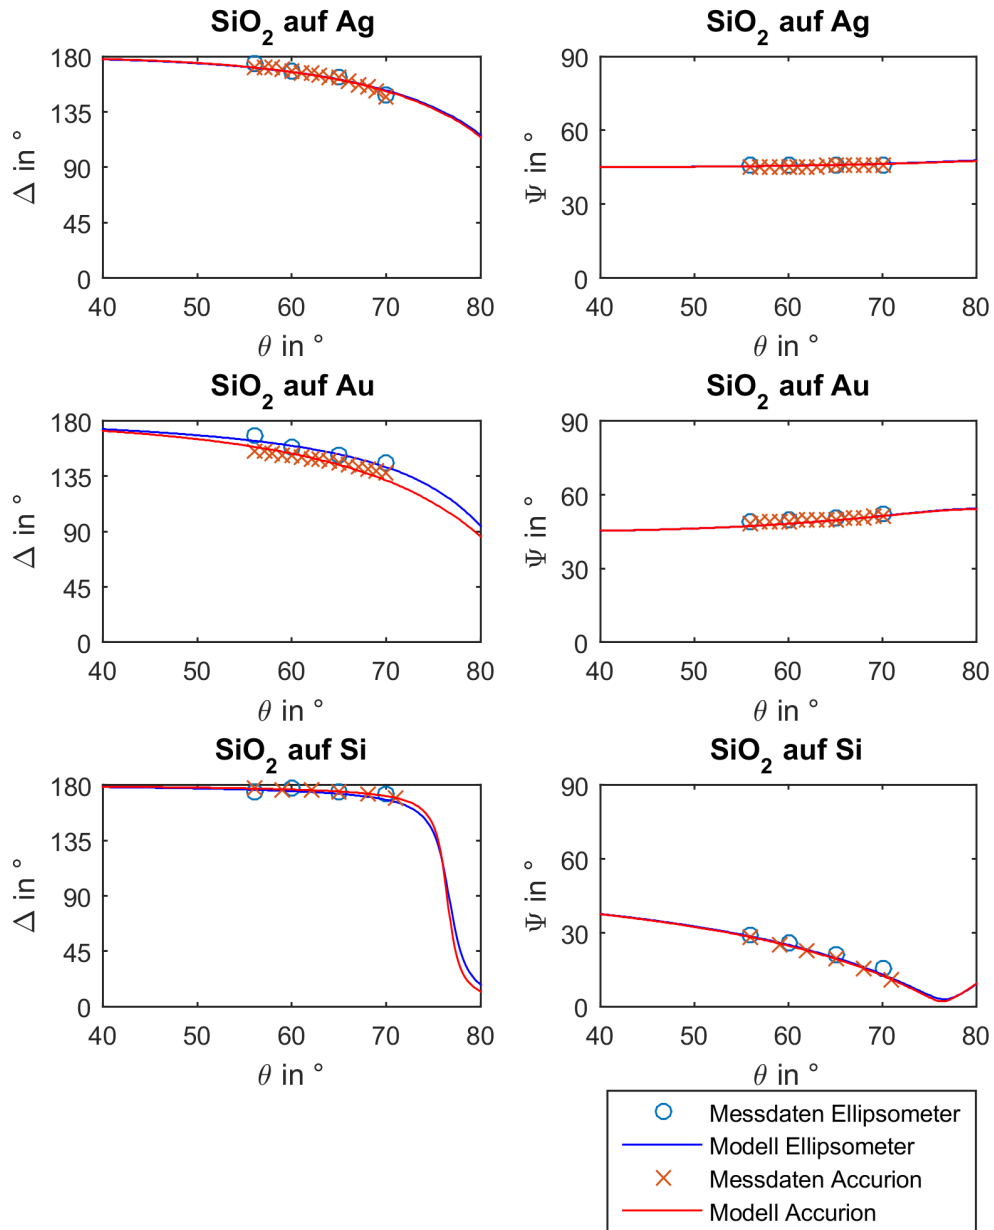 SiO2 auf Ag
180
135
90
45
0
Δ in °
40 50 60 70 80
θ in °
SiO2 auf Ag
90
60
30
0
Ψ in °
40 50 60 70 80
θ in °
SiO2 auf Au
180
135
90
45
0
Δ in °
40 50 60 70 80
θ in °
SiO2 auf Au
90
60
30
0
Ψ in °
40 50 60 70 80
θ in °
SiO2 auf Si
180
135
90
45
0
Δ in °
40 50 60 70 80
θ in °
SiO2 auf Si
90
60
30
0
Ψ in °
40 50 60 70 80
θ in °
Messdaten Ellipsometer
Modell Ellipsometer
Messdaten Accurion
Modell Accurion